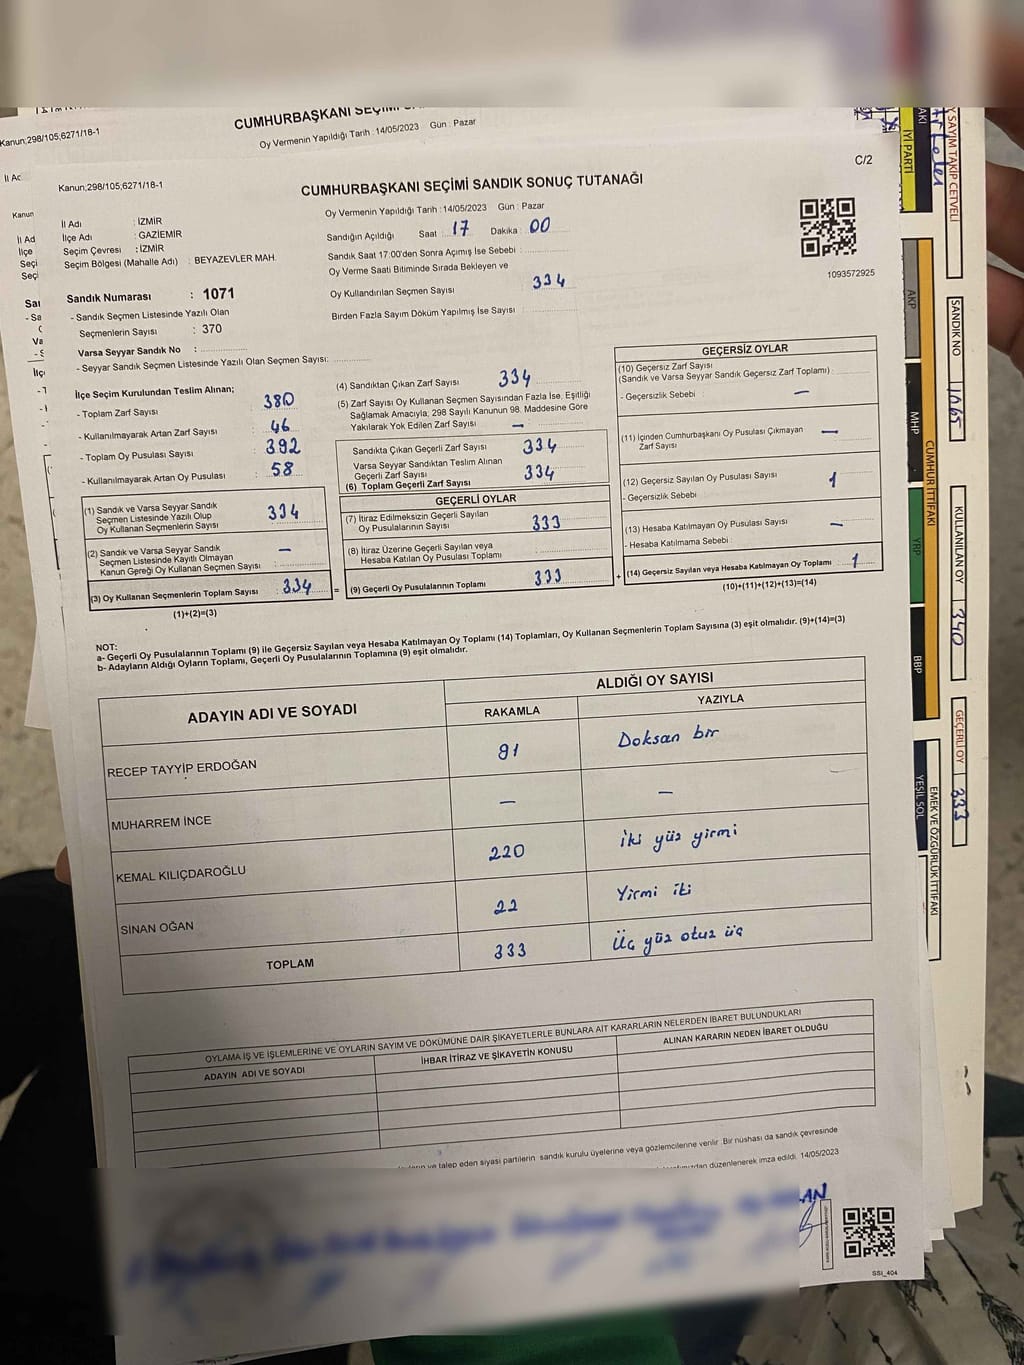 CUMHURBAŞKANI SEÇİMİ
Kanun;298/105;6271/18-1
Oy Vermenin Yapıldığı Tarih : 14/05/2023 Gün : Pazar
C/2
Kanun;298/105;6271/18-1
CUMHURBAŞKANI SEÇİMİ SANDIK SONUÇ TUTANAĞI
İl Adı : İZMİR
İlçe Adı : GAZİEMİR
Seçim Çevresi : İZMİR
Seçim Bölgesi (Mahalle Adı) : BEYAZEVLER MAH.
Oy Vermenin Yapıldığı Tarih : 14/05/2023 Gün : Pazar
Sandığın Açıldığı Saat : 17 Dakika : 00
Sandık Saat 17:00'den Sonra Açımış İse Sebebi :
Oy Verme Saati Bitiminde Sırada Bekleyen ve
Oy Kullandırılan Seçmen Sayısı 334
Birden Fazla Sayım Döküm Yapılmış İse Sayısı :
1093572925
Sandık Numarası : 1071
- Sandık Seçmen Listesinde Yazılı Olan
Seçmenlerin Sayısı : 370
Varsa Seyyar Sandık No :
- Seyyar Sandık Seçmen Listesinde Yazılı Olan Seçmen Sayısı:
İlçe Seçim Kurulundan Teslim Alınan;
- Toplam Zarf Sayısı : 380
- Kullanılmayarak Artan Zarf Sayısı : 46
- Toplam Oy Pusulası Sayısı : 392
- Kullanılmayarak Artan Oy Pusulası : 58
(1) Sandık ve Varsa Seyyar Sandık
Seçmen Listesinde Yazılı Olup
Oy Kullanan Seçmenlerin Sayısı : 334
(2) Sandık ve Varsa Seyyar Sandık
Seçmen Listesinde Kayıtlı Olmayan
Kanun Gereği Oy Kullanan Seçmen Sayısı : —
(3) Oy Kullanan Seçmenlerin Toplam Sayısı : 334
(1)+(2)=(3)
(4) Sandıktan Çıkan Zarf Sayısı 334
(5) Zarf Sayısı Oy Kullanan Seçmen Sayısından Fazla İse, Eşitliği
Sağlamak Amacıyla; 298 Sayılı Kanunun 98. Maddesine Göre
Yakılarak Yok Edilen Zarf Sayısı : —
Sandıkta Çıkan Geçerli Zarf Sayısı 334
Varsa Seyyar Sandıktan Teslim Alınan
Geçerli Zarf Sayısı 334
(6) Toplam Geçerli Zarf Sayısı
GEÇERLİ OYLAR
(7) İtiraz Edilmeksizin Geçerli Sayılan
Oy Pusulalarının Sayısı 333
(8) İtiraz Üzerine Geçerli Sayılan veya
Hesaba Katılan Oy Pusulası Toplamı
(9) Geçerli Oy Pusulalarının Toplamı 333
GEÇERSİZ OYLAR
(10) Geçersiz Zarf Sayısı
(Sandık ve Varsa Seyyar Sandık Geçersiz Zarf Toplamı) :
- Geçersizlik Sebebi : —
(11) İçinden Cumhurbaşkanı Oy Pusulası Çıkmayan
Zarf Sayısı —
(12) Geçersiz Sayılan Oy Pusulası Sayısı 1
- Geçersizlik Sebebi
(13) Hesaba Katılmayan Oy Pusulası Sayısı —
- Hesaba Katılmama Sebebi :
(14) Geçersiz Sayılan veya Hesaba Katılmayan Oy Toplamı 1
(10)+(11)+(12)+(13)=(14)
NOT:
a- Geçerli Oy Pusulalarının Toplamı (9) ile Geçersiz Sayılan veya Hesaba Katılmayan Oy Toplamı (14) Toplamları, Oy Kullanan Seçmenlerin Toplam Sayısına (3) eşit olmalıdır. (9)+(14)=(3)
b- Adayların Aldığı Oyların Toplamı, Geçerli Oy Pusulalarının Toplamına (9) eşit olmalıdır.
ADAYIN ADI VE SOYADI
ALDIĞI OY SAYISI
RAKAMLA YAZIYLA
RECEP TAYYİP ERDOĞAN 91 Doksan bir
MUHARREM İNCE — —
KEMAL KILIÇDAROĞLU 220 iki yüz yirmi
SİNAN OĞAN 22 Yirmi iki
TOPLAM 333 Üç yüz otuz üç
OYLAMA İŞ VE İŞLEMLERİNE VE OYLARIN SAYIM VE DÖKÜMÜNE DAİR ŞİKAYETLERLE BUNLARA AİT KARARLARIN NELERDEN İBARET BULUNDUKLARI
ADAYIN ADI VE SOYADI İHBAR İTİRAZ VE ŞİKAYETİN KONUSU ALINAN KARARIN NEDEN İBARET OLDUĞU
ve talep eden siyasi partilerin sandık kurulu üyelerine veya gözlemcilerine verilir. Bir nüshası da sandık çevresinde
düzenlenerek imza edildi. 14/05/2023
AN
SSI_404
İYİ PARTİ
AKP
MHP
YRP
BBP
CUMHUR İTTİFAKI
YEŞİL SOL
EMEK VE ÖZGÜRLÜK İTTİFAKI
SAYIM TAKİP CETVELİ
SANDIK NO 1065
KULLANILAN OY 340
GEÇERLİ OY 333